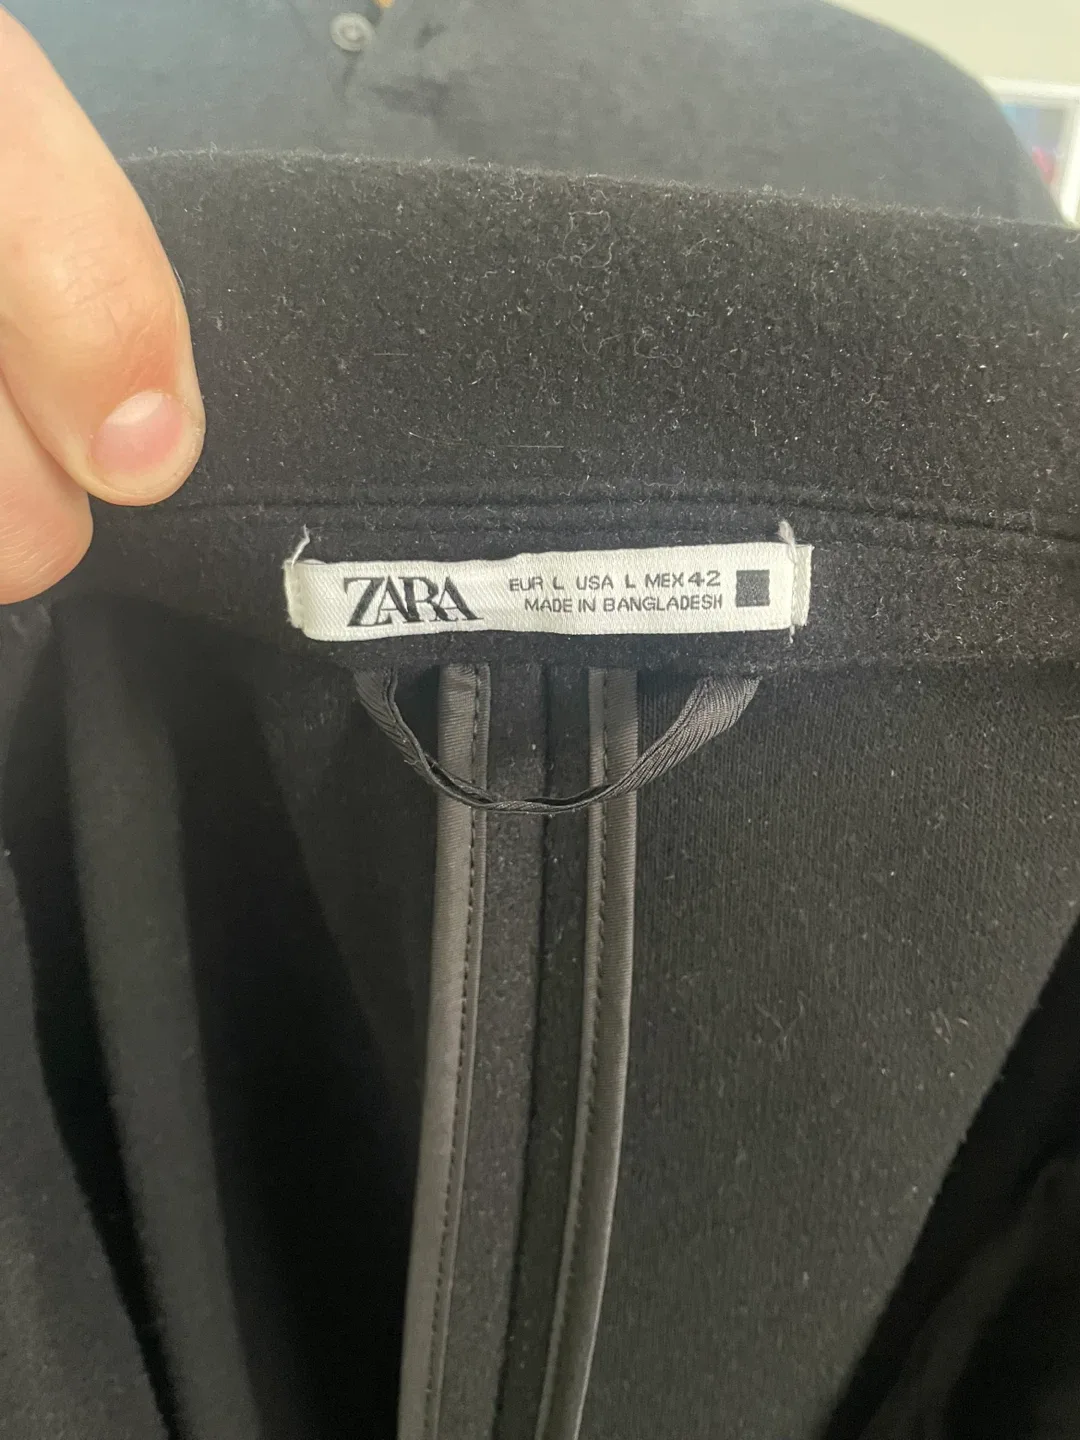 ZARA
EUR L USA L MEX 42
MADE IN BANGLADESH